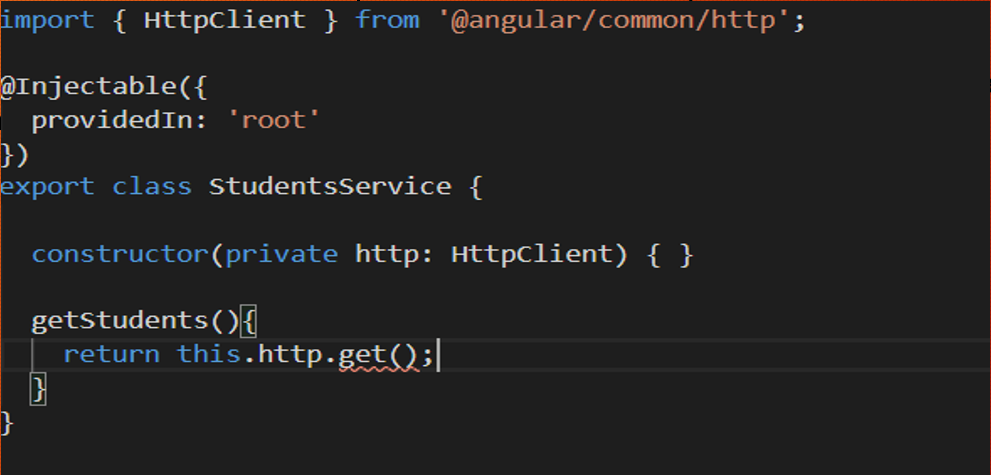 import { HttpClient } from '@angular/common/http';
@Injectable({
providedIn: 'root'
})
export class StudentsService {
constructor(private http: HttpClient) { }
getStudents(){
return this.http.get();
}
}